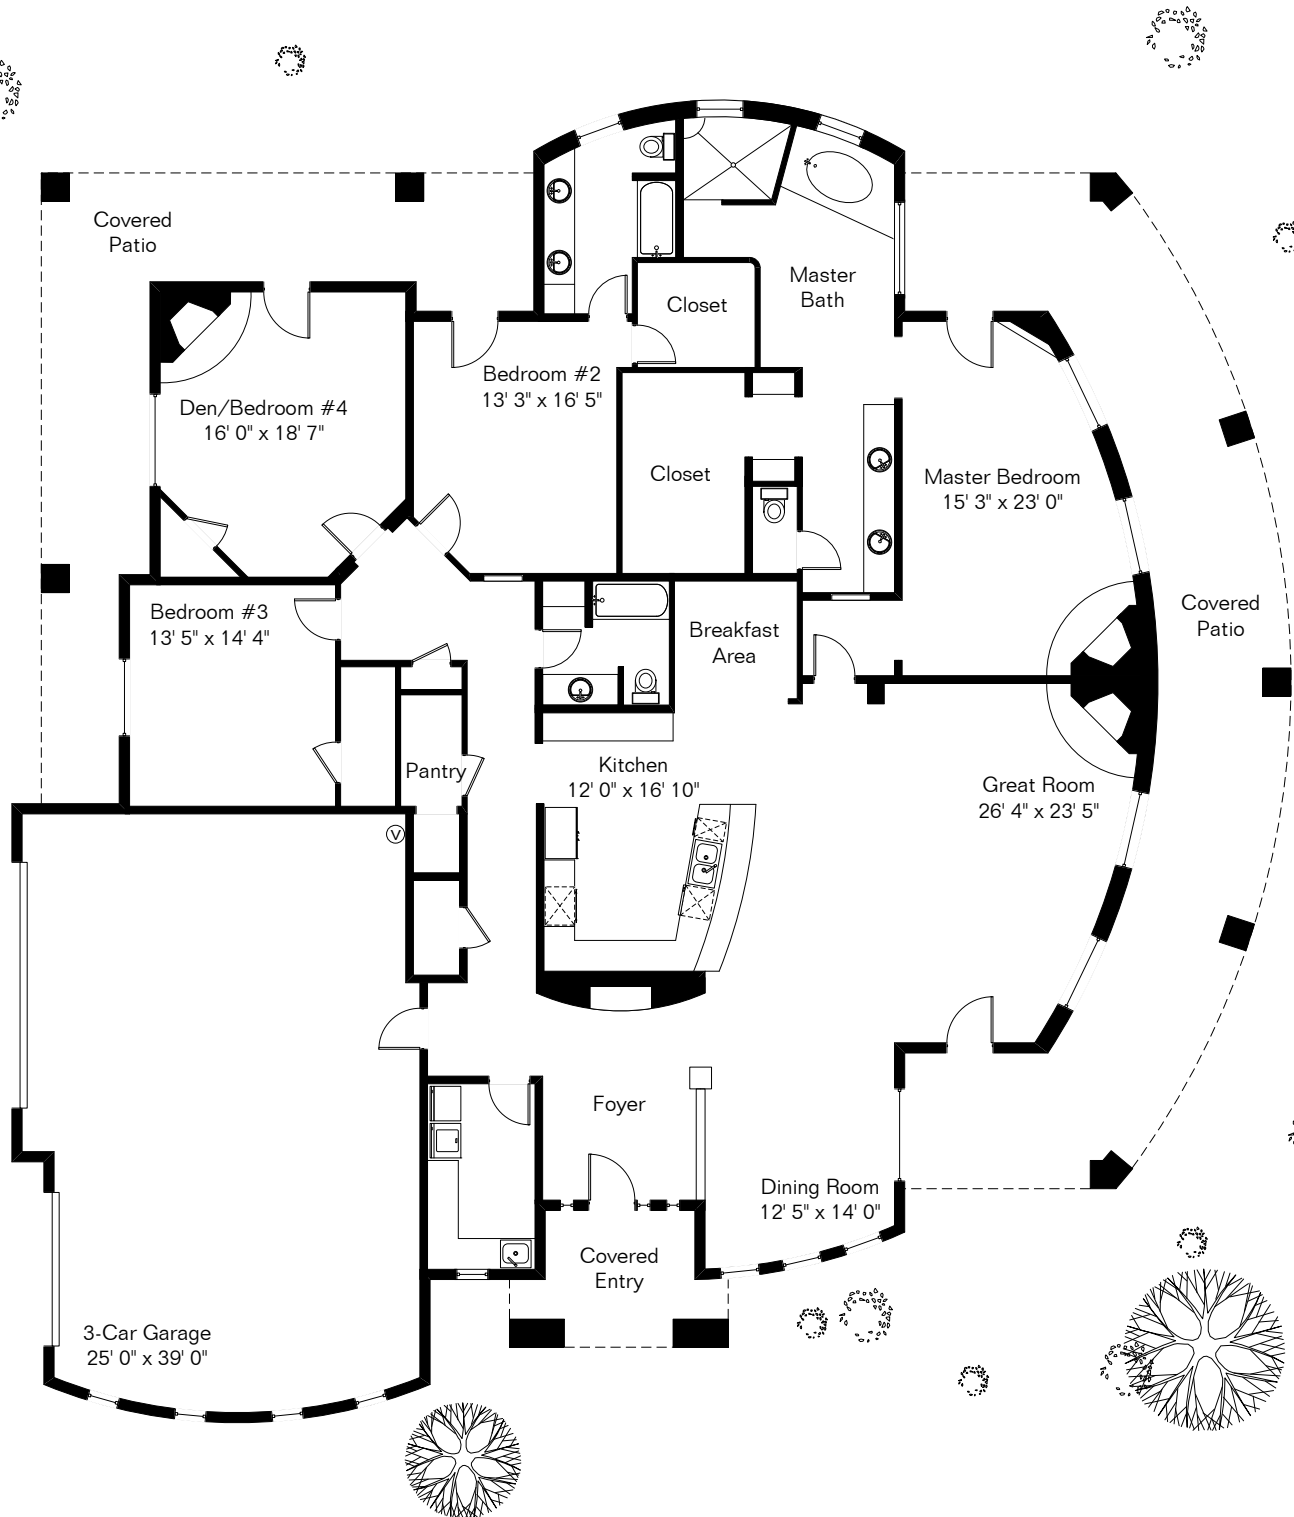 Covered
Patio
Master
Bath
Closet
Bedroom #2
13' 3" x 16' 5"
Den/Bedroom #4
16' 0" x 18' 7"
Closet
Master Bedroom
15' 3" x 23' 0"
Bedroom #3
13' 5" x 14' 4"
Breakfast
Area
Covered
Patio
Pantry
Kitchen
12' 0" x 16' 10"
Great Room
26' 4" x 23' 5"
V
Foyer
Dining Room
12' 5" x 14' 0"
Covered
Entry
3-Car Garage
25' 0" x 39' 0"